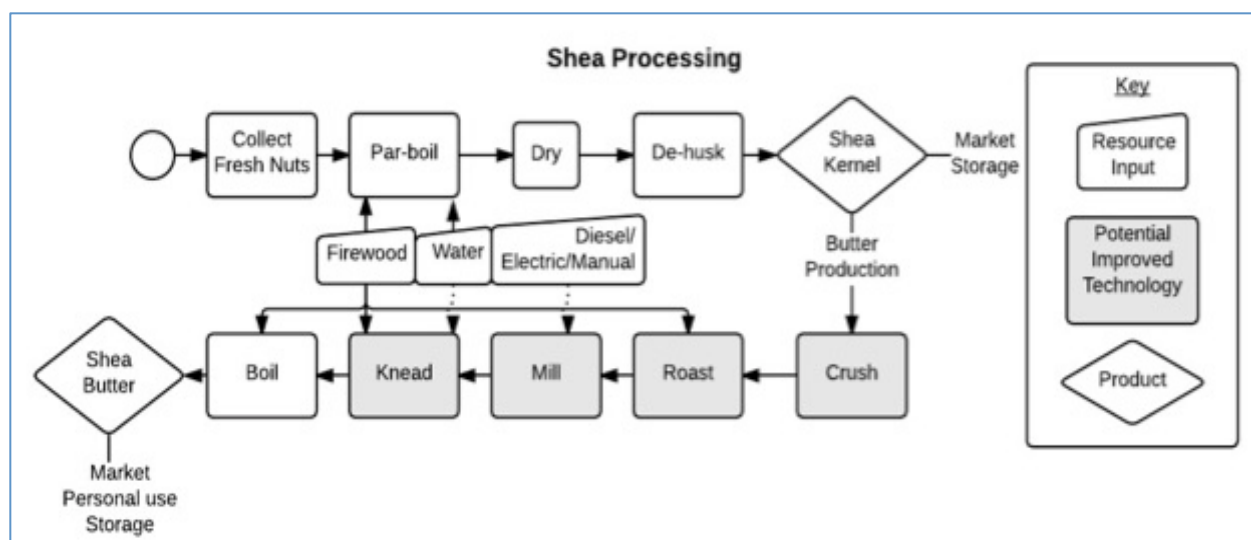 Shea Processing
Collect
Fresh Nuts
Par-boil
Dry
De-husk
Shea
Kernel
Market
Storage
Firewood
Water
Diesel/
Electric/Manual
Butter
Production
Shea
Butter
Boil
Knead
Mill
Roast
Crush
Market
Personal use
Storage
Key
Resource
Input
Potential
Improved
Technology
Product